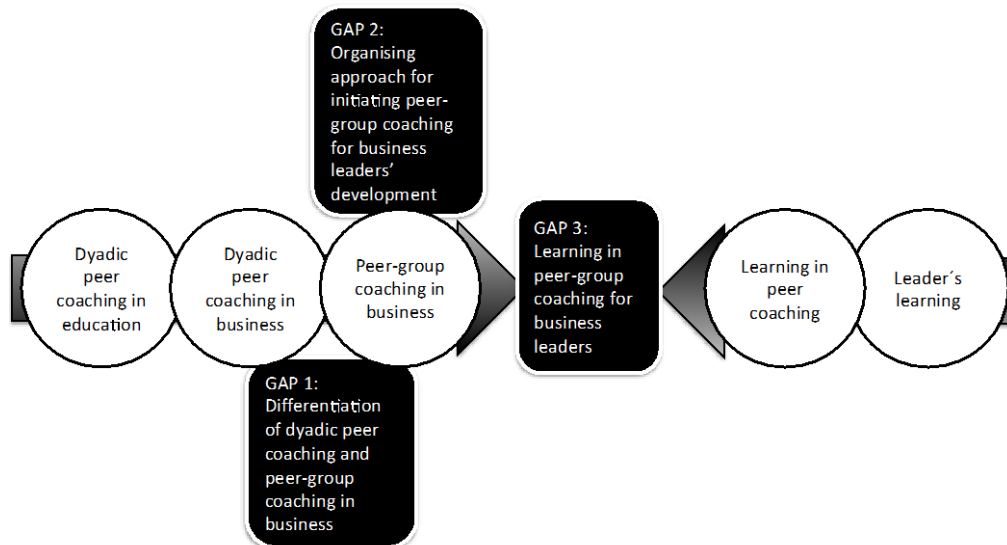 GAP 2:
Organising
approach for
initiating peer-
group coaching
for business
leaders’
development
Dyadic
peer
coaching in
education
Dyadic
peer
coaching in
business
Peer-group
coaching in
business
GAP 3:
Learning in
peer-group
coaching for
business
leaders
Learning in
peer
coaching
Leader´s
learning
GAP 1:
Differentiation
of dyadic peer
coaching and
peer-group
coaching in
business